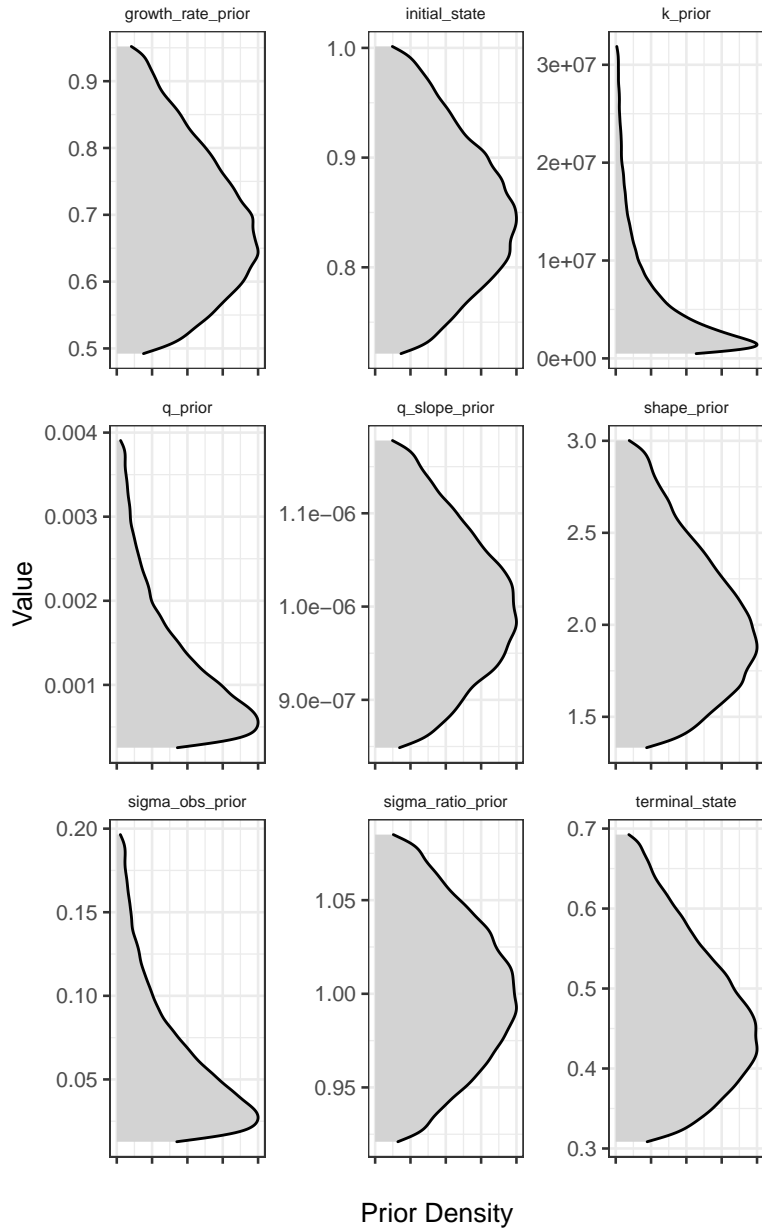 growth_rate_prior
0.9
0.8
0.7
0.6
0.5
initial_state
1.0
0.9
0.8
k_prior
3e+07
2e+07
1e+07
0e+00
q_prior
0.004
0.003
0.002
0.001
q_slope_prior
1.1e−06
1.0e−06
9.0e−07
shape_prior
3.0
2.5
2.0
1.5
sigma_obs_prior
0.20
0.15
0.10
0.05
sigma_ratio_prior
1.05
1.00
0.95
terminal_state
0.7
0.6
0.5
0.4
0.3
Value
Prior Density